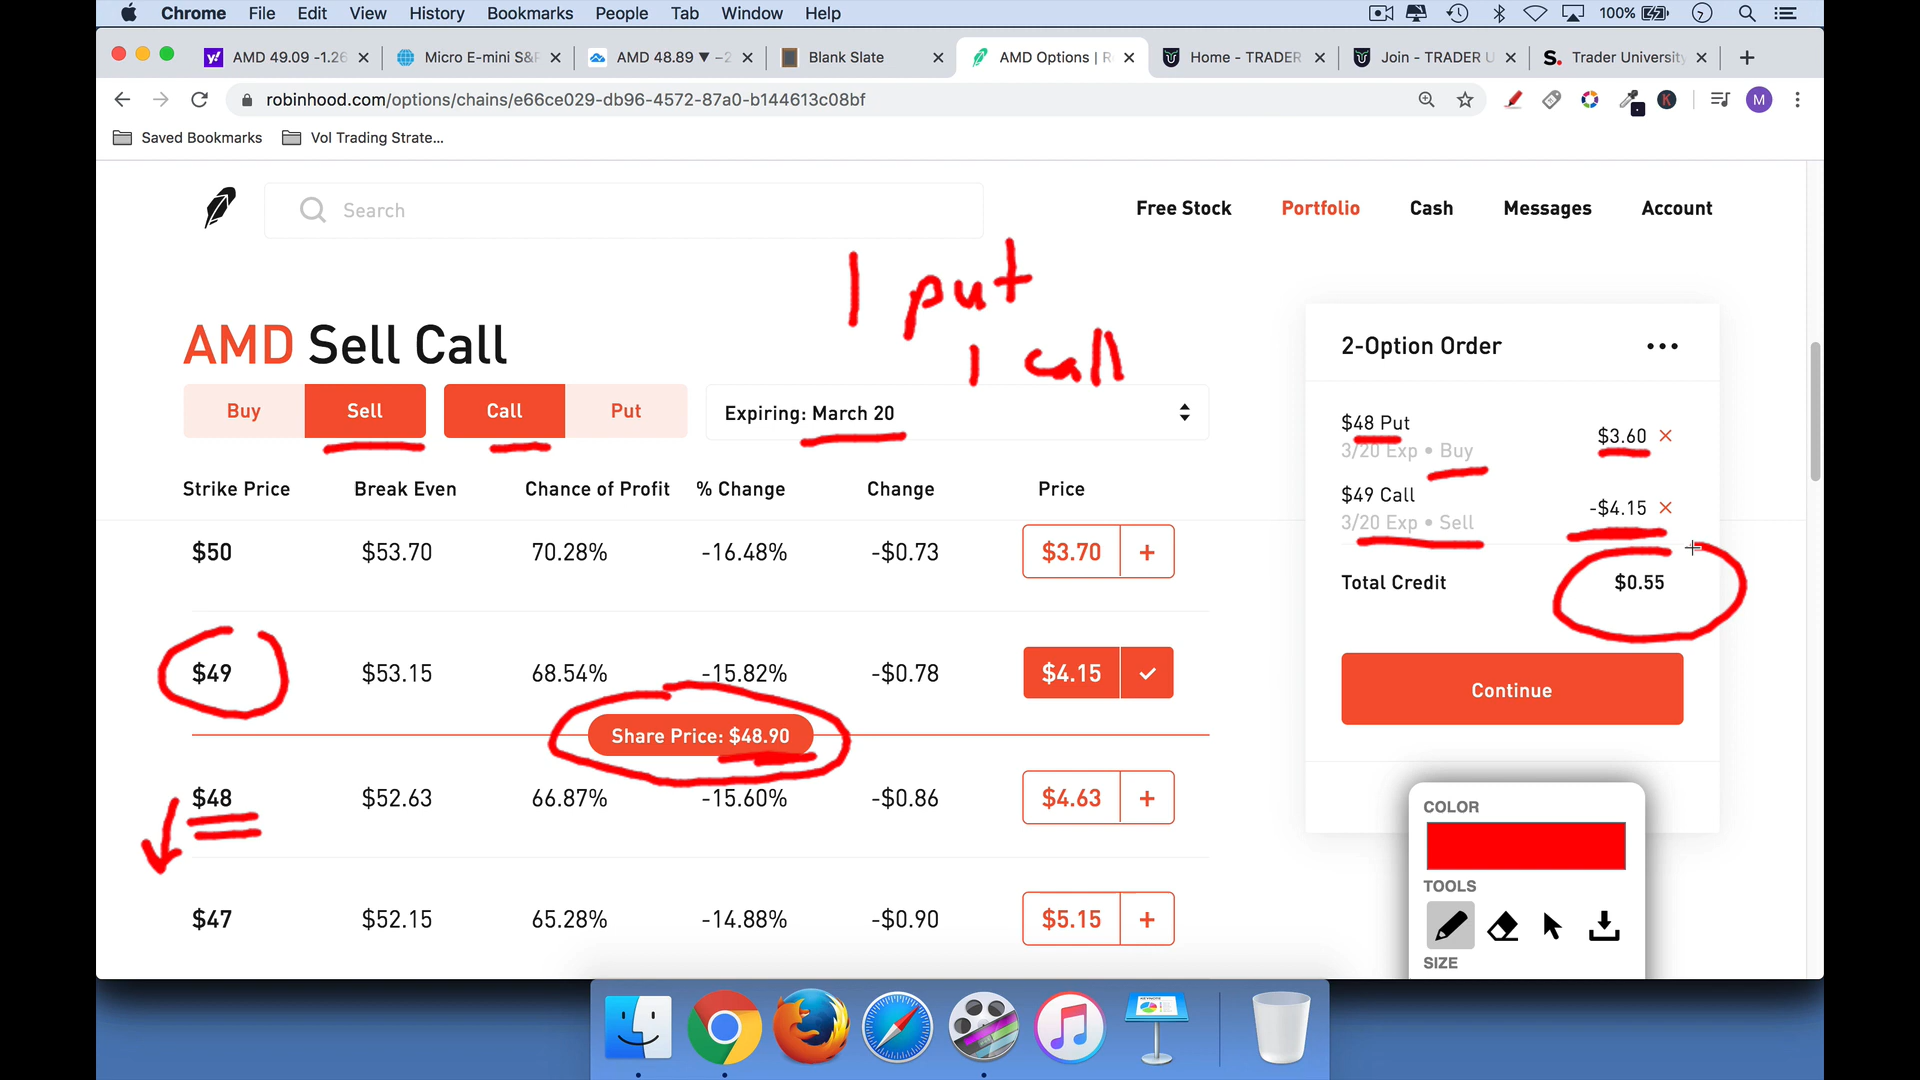 Chrome File Edit View History Bookmarks People Tab Window Help 100%
AMD 49.09 -1.26 Micro E-mini S&P AMD 48.89 ▼ −2 Blank Slate AMD Options | R Home - TRADER Join - TRADER U Trader University
robinhood.com/options/chains/e66ce029-db96-4572-87a0-b144613c08bf
K
M
Saved Bookmarks Vol Trading Strate...
Search
Free Stock Portfolio Cash Messages Account
1 put
1 call
AMD Sell Call
Buy Sell Call Put Expiring: March 20
Strike Price Break Even Chance of Profit % Change Change Price
$50 $53.70 70.28% -16.48% -$0.73 $3.70 +
$49 $53.15 68.54% -15.82% -$0.78 $4.15
Share Price: $48.90
$48 $52.63 66.87% -15.60% -$0.86 $4.63 +
$47 $52.15 65.28% -14.88% -$0.90 $5.15 +
2-Option Order
$48 Put $3.60
3/20 Exp • Buy
$49 Call -$4.15
3/20 Exp • Sell
Total Credit $0.55
Continue
COLOR
TOOLS
SIZE